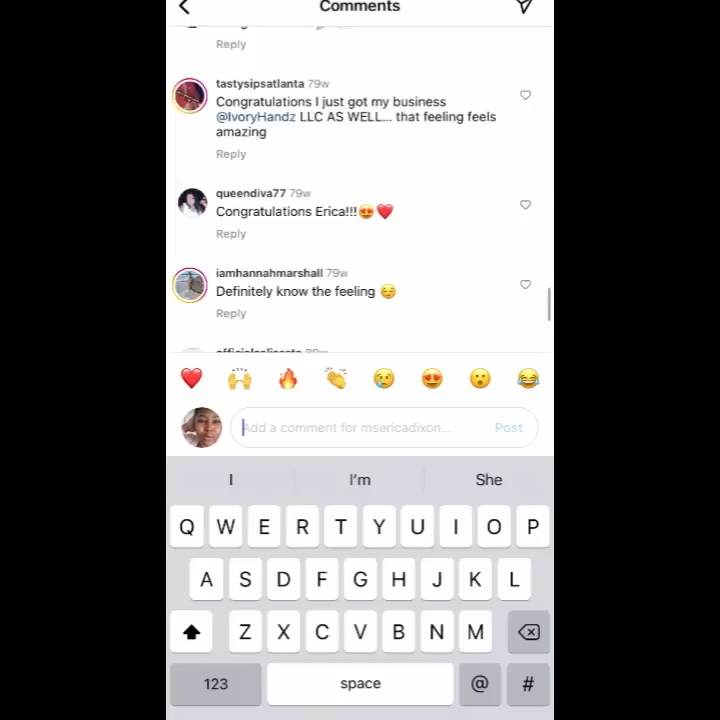 Comments
Reply
tastysipsatlanta 79w
Congratulations I just got my business
@IvoryHandz LLC AS WELL... that feeling feels
amazing
Reply
queendiva77 79w
Congratulations Erica!!!😍❤️
Reply
iamhannahmarshall 79w
Definitely know the feeling ☺️
Reply
❤️ 🙌 🔥 👏 😢 😍 😮 😂
Add a comment for msericadixon... Post
I I'm She
Q W E R T Y U I O P
A S D F G H J K L
Z X C V B N M
123 space @ #